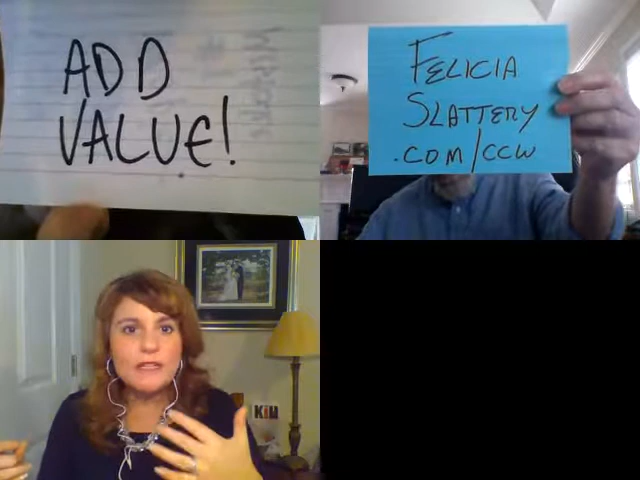 ADD
VALUE!
FELICIA
SLATTERY
.COM/CCW